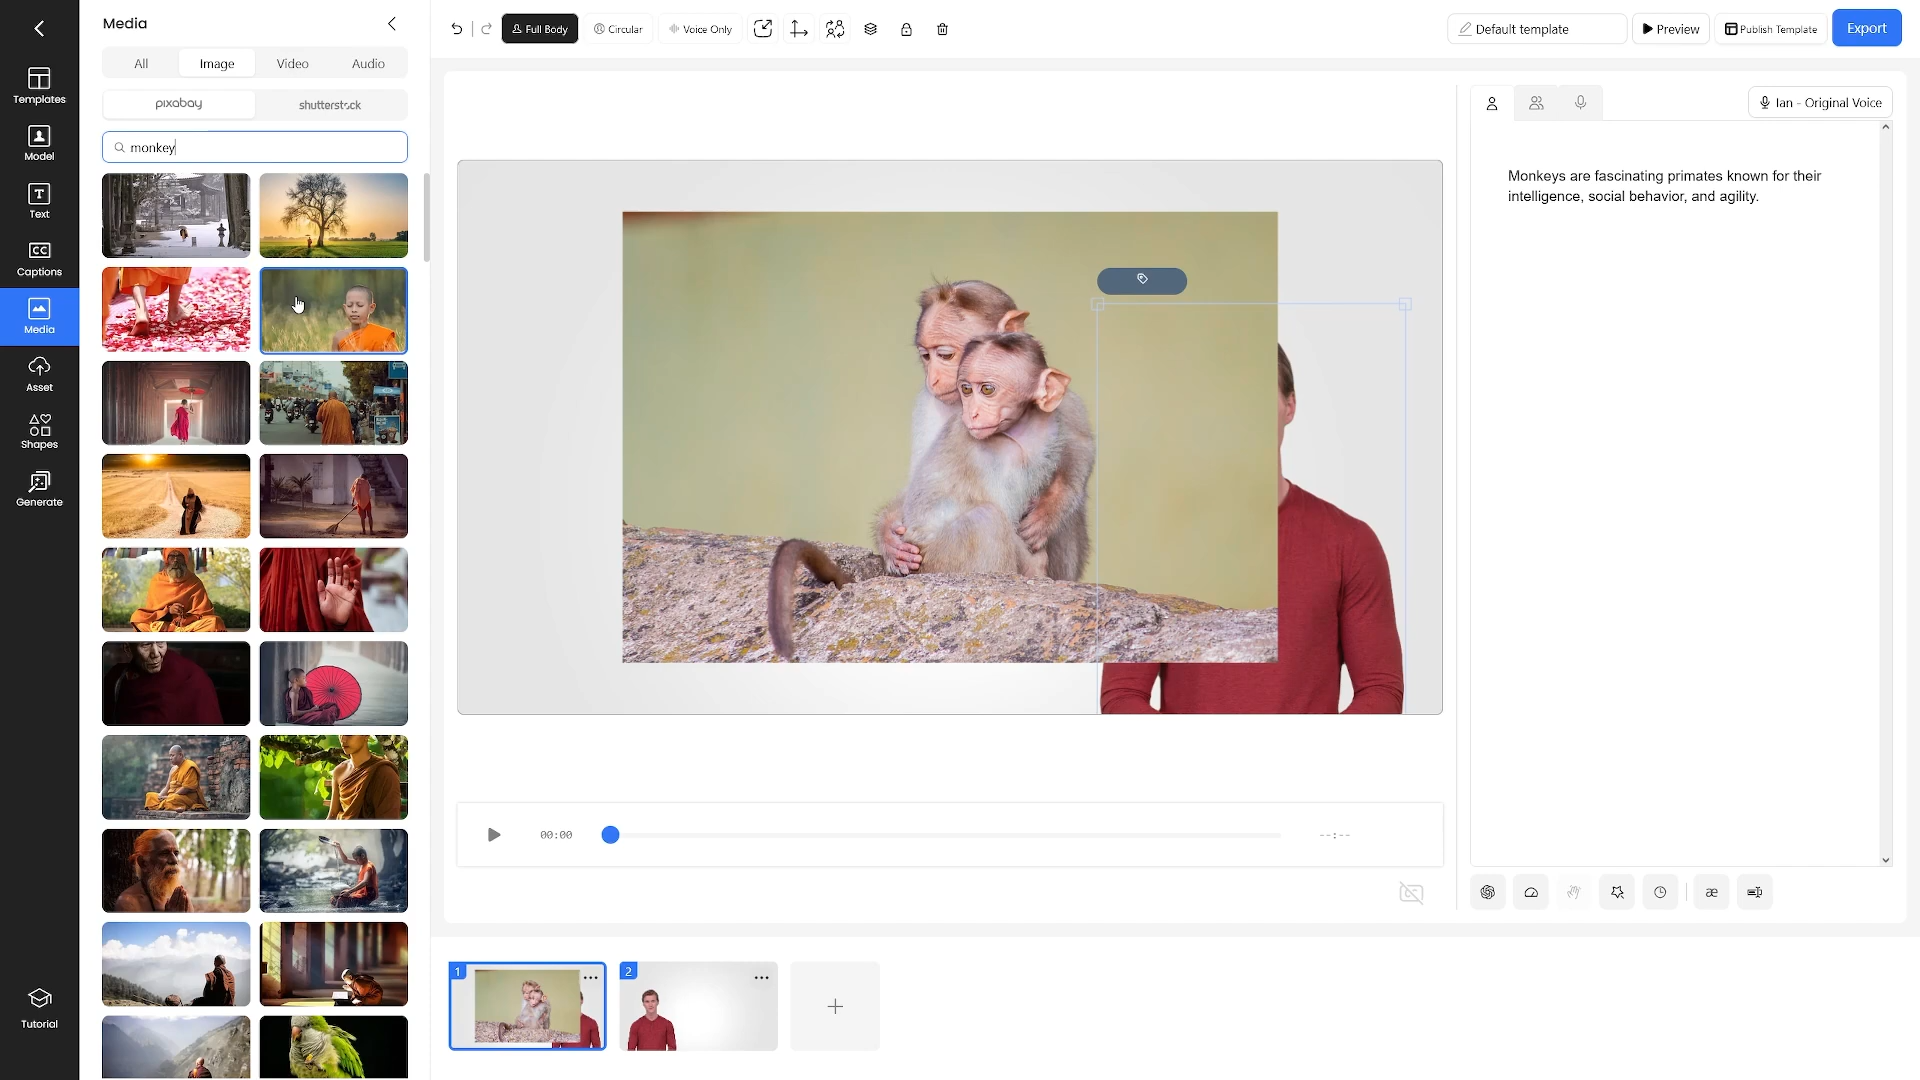 Media
All
Image
Video
Audio
pixabay
shutterstock
monkey
Templates
Model
Text
Captions
Media
Asset
Shapes
Generate
Tutorial
Full Body
Circular
Voice Only
Default template
Preview
Publish Template
Export
Ian - Original Voice
Monkeys are fascinating primates known for their
intelligence, social behavior, and agility.
00:00
--:--
æ
1
2